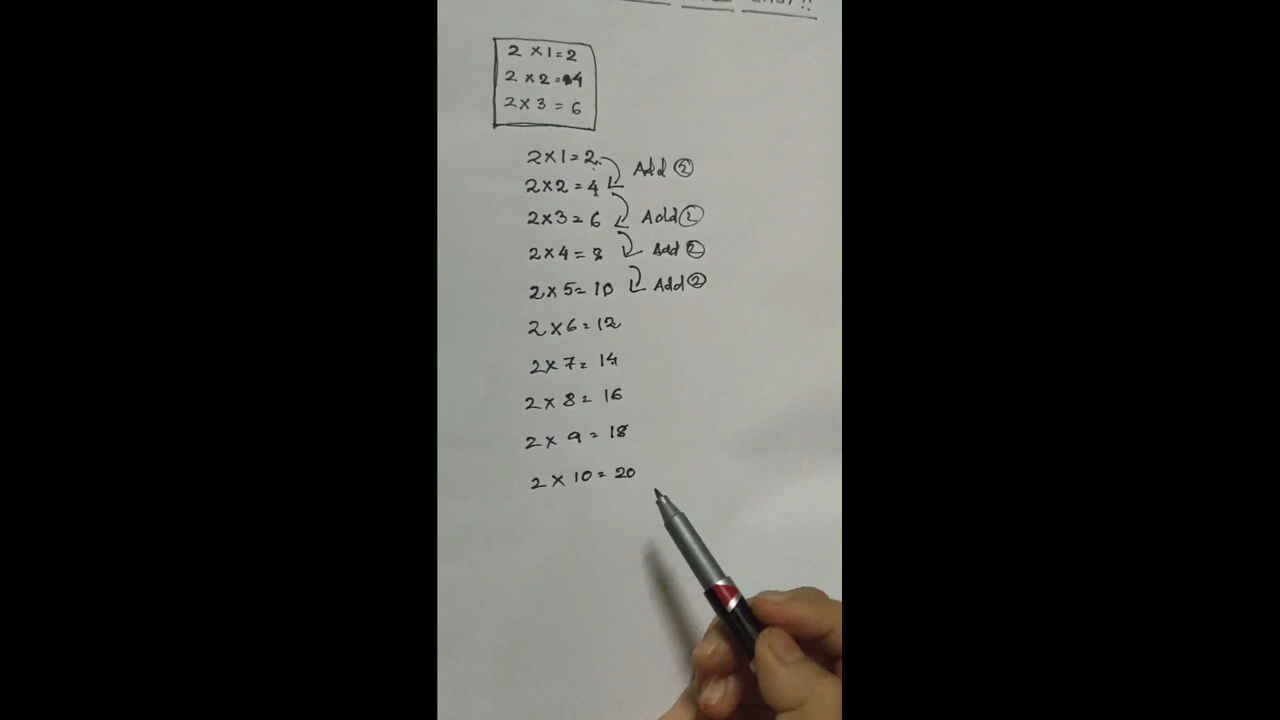 2 × 1 = 2
2 × 2 = 4
2 × 3 = 6
2 × 1 = 2 Add 2
2 × 2 = 4
2 × 3 = 6 Add 2
2 × 4 = 8 Add 2
2 × 5 = 10 Add 2
2 × 6 = 12
2 × 7 = 14
2 × 8 = 16
2 × 9 = 18
2 × 10 = 20